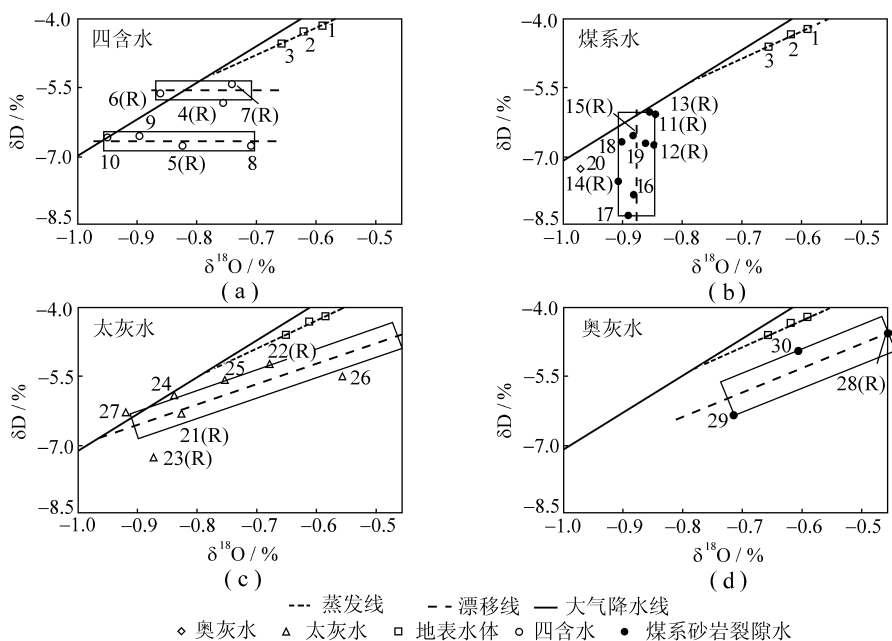 四含水
−4.0
−5.5
−7.0
−8.5
δD / %
1
2
3
6(R)
4(R)
7(R)
9
10
5(R)
8
−1.0 −0.9 −0.8 −0.7 −0.6 −0.5
δ¹⁸O / %
( a )
煤系水
−4.0
−5.5
−7.0
−8.5
δD / %
1
2
3
15(R)
13(R)
11(R)
18
19
12(R)
20
14(R)
16
17
−1.0 −0.9 −0.8 −0.7 −0.6 −0.5
δ¹⁸O / %
( b )
太灰水
−4.0
−5.5
−7.0
−8.5
δD / %
22(R)
25
24
26
27
21(R)
23(R)
−1.0 −0.9 −0.8 −0.7 −0.6 −0.5
δ¹⁸O / %
( c )
奥灰水
−4.0
−5.5
−7.0
−8.5
δD / %
30
28(R)
29
−1.0 −0.9 −0.8 −0.7 −0.6 −0.5
δ¹⁸O / %
( d )
蒸发线 漂移线 大气降水线
奥灰水 太灰水 地表水体 四含水 煤系砂岩裂隙水